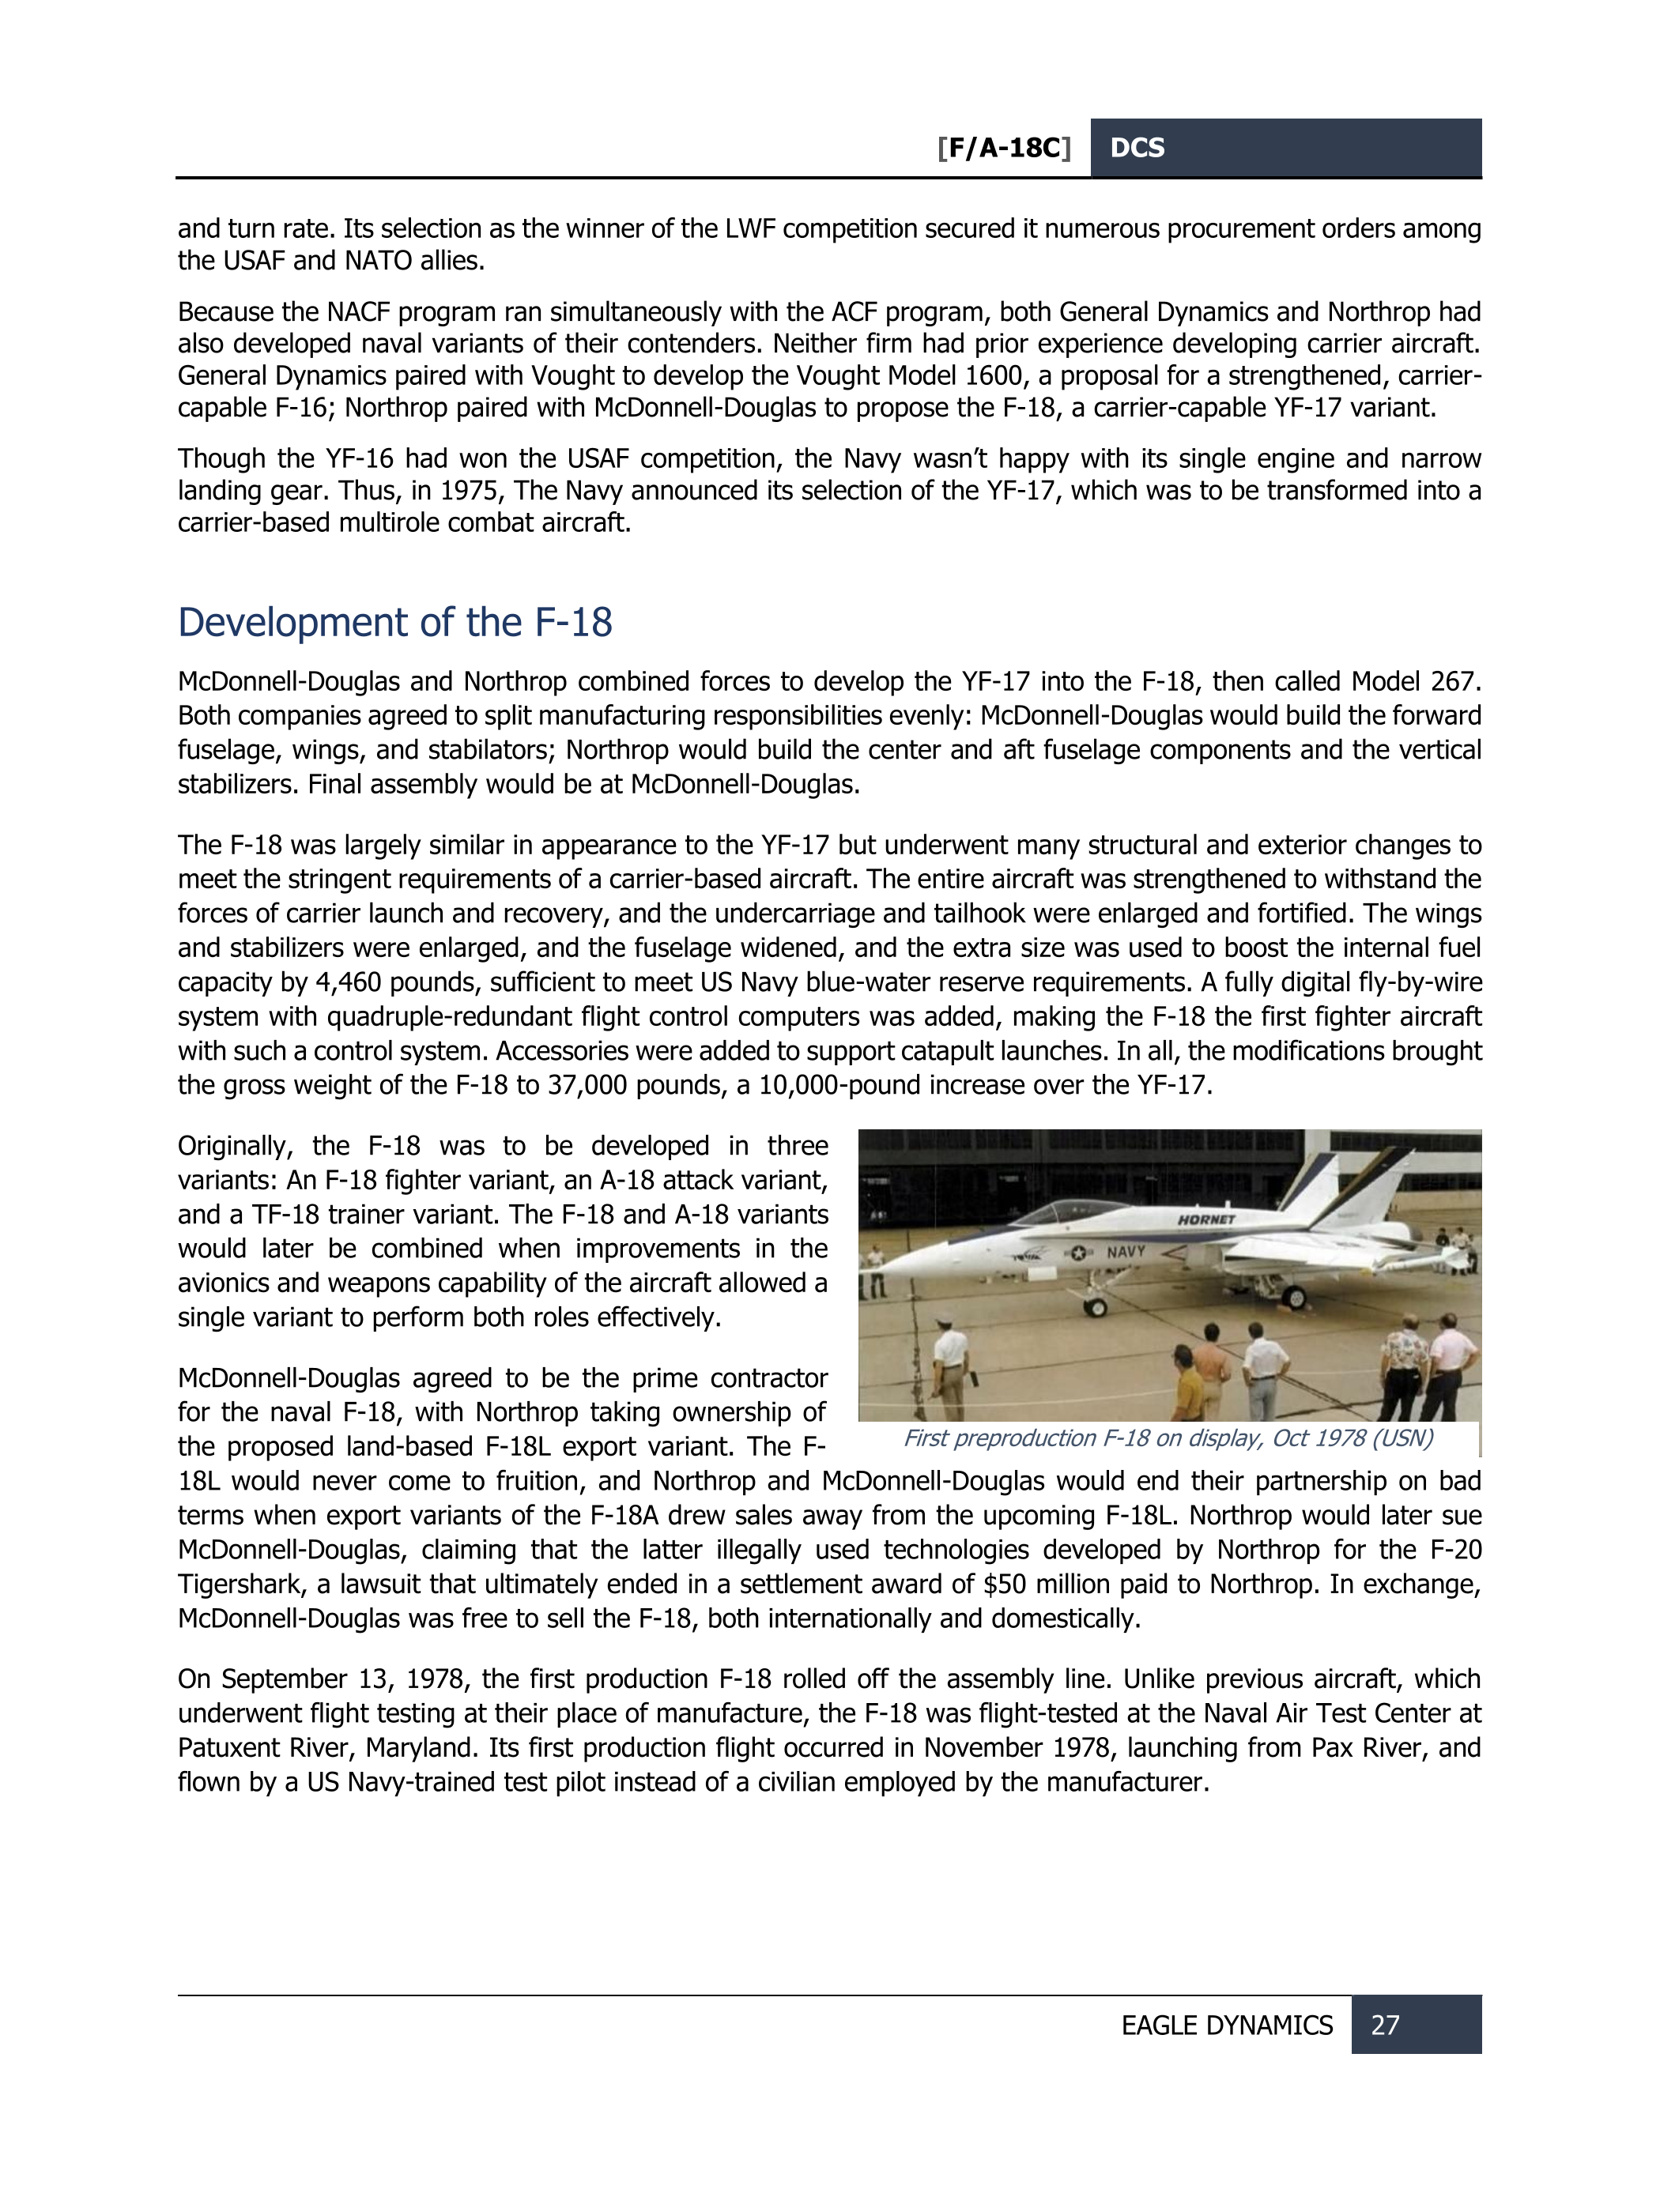 [F/A-18C] DCS
and turn rate. Its selection as the winner of the LWF competition secured it numerous procurement orders among
the USAF and NATO allies.
Because the NACF program ran simultaneously with the ACF program, both General Dynamics and Northrop had
also developed naval variants of their contenders. Neither firm had prior experience developing carrier aircraft.
General Dynamics paired with Vought to develop the Vought Model 1600, a proposal for a strengthened, carrier-
capable F-16; Northrop paired with McDonnell-Douglas to propose the F-18, a carrier-capable YF-17 variant.
Though the YF-16 had won the USAF competition, the Navy wasn’t happy with its single engine and narrow
landing gear. Thus, in 1975, The Navy announced its selection of the YF-17, which was to be transformed into a
carrier-based multirole combat aircraft.
Development of the F-18
McDonnell-Douglas and Northrop combined forces to develop the YF-17 into the F-18, then called Model 267.
Both companies agreed to split manufacturing responsibilities evenly: McDonnell-Douglas would build the forward
fuselage, wings, and stabilators; Northrop would build the center and aft fuselage components and the vertical
stabilizers. Final assembly would be at McDonnell-Douglas.
The F-18 was largely similar in appearance to the YF-17 but underwent many structural and exterior changes to
meet the stringent requirements of a carrier-based aircraft. The entire aircraft was strengthened to withstand the
forces of carrier launch and recovery, and the undercarriage and tailhook were enlarged and fortified. The wings
and stabilizers were enlarged, and the fuselage widened, and the extra size was used to boost the internal fuel
capacity by 4,460 pounds, sufficient to meet US Navy blue-water reserve requirements. A fully digital fly-by-wire
system with quadruple-redundant flight control computers was added, making the F-18 the first fighter aircraft
with such a control system. Accessories were added to support catapult launches. In all, the modifications brought
the gross weight of the F-18 to 37,000 pounds, a 10,000-pound increase over the YF-17.
Originally, the F-18 was to be developed in three
variants: An F-18 fighter variant, an A-18 attack variant,
and a TF-18 trainer variant. The F-18 and A-18 variants
would later be combined when improvements in the
avionics and weapons capability of the aircraft allowed a
single variant to perform both roles effectively.
HORNET
NAVY
First preproduction F-18 on display, Oct 1978 (USN)
McDonnell-Douglas agreed to be the prime contractor
for the naval F-18, with Northrop taking ownership of
the proposed land-based F-18L export variant. The F-
18L would never come to fruition, and Northrop and McDonnell-Douglas would end their partnership on bad
terms when export variants of the F-18A drew sales away from the upcoming F-18L. Northrop would later sue
McDonnell-Douglas, claiming that the latter illegally used technologies developed by Northrop for the F-20
Tigershark, a lawsuit that ultimately ended in a settlement award of $50 million paid to Northrop. In exchange,
McDonnell-Douglas was free to sell the F-18, both internationally and domestically.
On September 13, 1978, the first production F-18 rolled off the assembly line. Unlike previous aircraft, which
underwent flight testing at their place of manufacture, the F-18 was flight-tested at the Naval Air Test Center at
Patuxent River, Maryland. Its first production flight occurred in November 1978, launching from Pax River, and
flown by a US Navy-trained test pilot instead of a civilian employed by the manufacturer.
EAGLE DYNAMICS 27